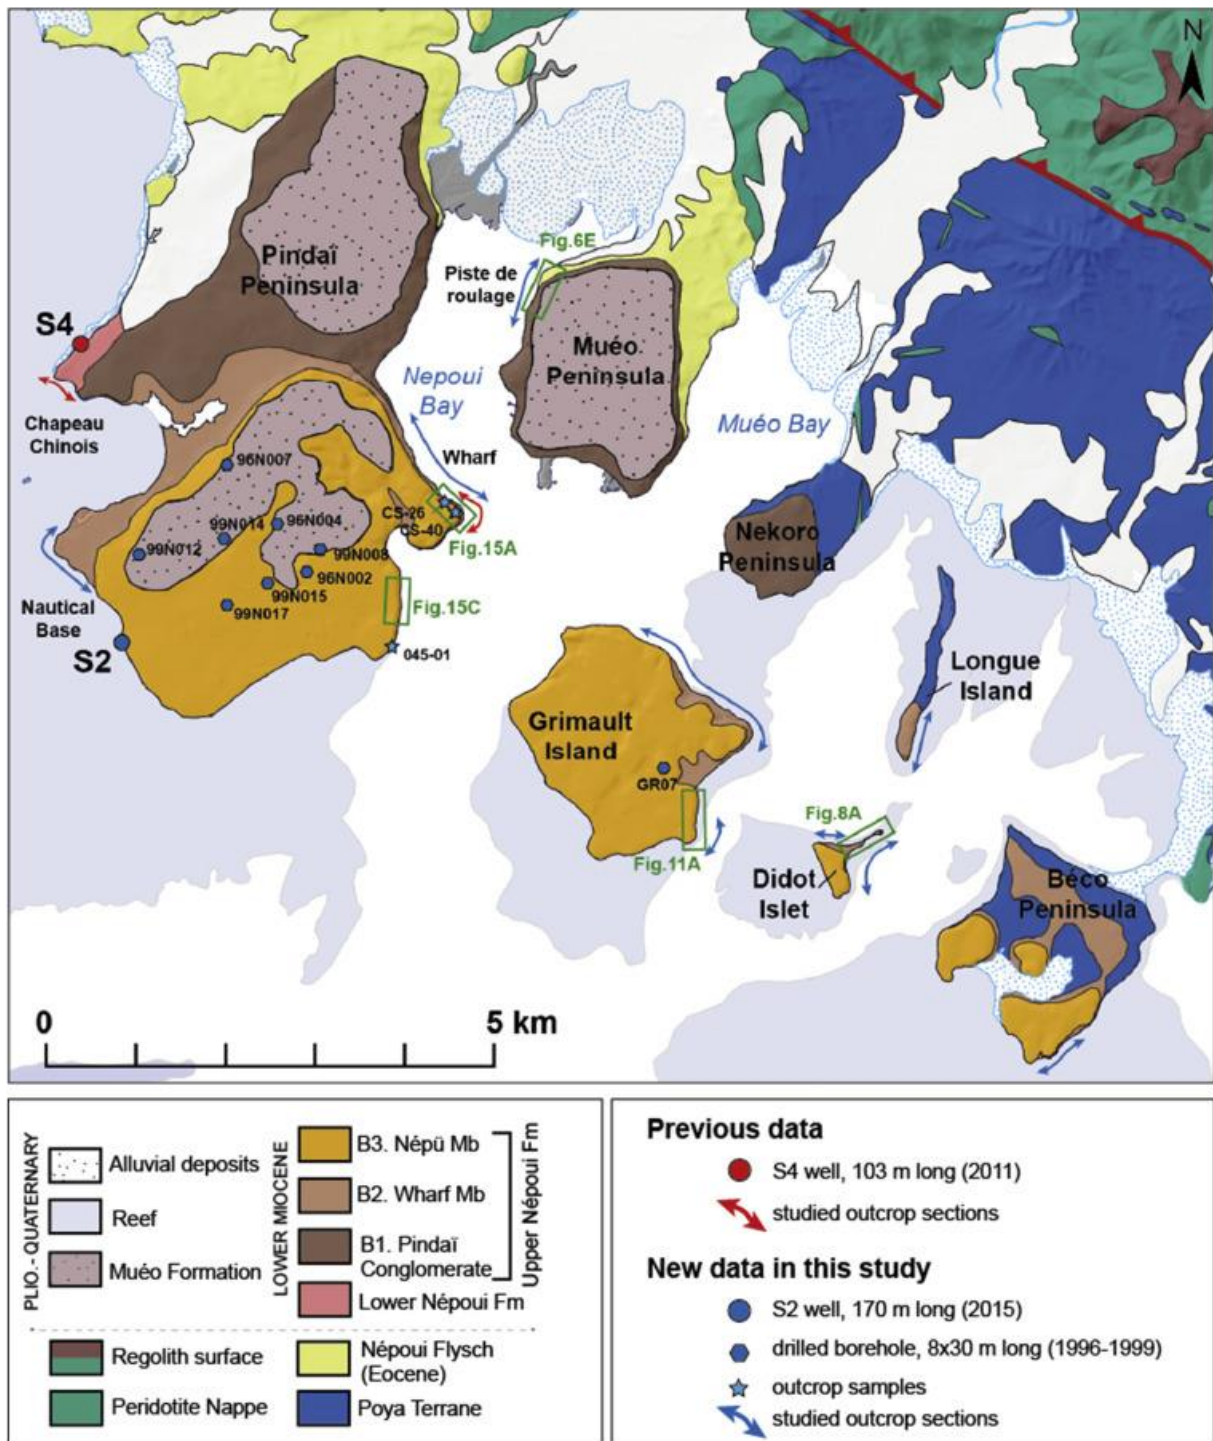 N
Fig.6E
Pindaï
Peninsula
Piste de
roulage
S4
Muéo
Peninsula
Nepoui
Bay
Muéo Bay
Chapeau
Chinois
Wharf
96N007
CS-26
CS-40
99N014
96N004
Nekoro
Peninsula
99N012
99N008
Fig.15A
96N002
99N015
Nautical
Base
99N017
Fig.15C
S2
045-01
Longue
Island
Grimault
Island
GR07
Fig.8A
Fig.11A
Didot
Islet
Béco
Peninsula
0
5 km
PLIO.- QUATERNARY
Alluvial deposits
Reef
Muéo Formation
LOWER MIOCENE
B3. Népü Mb
B2. Wharf Mb
B1. Pindaï
Conglomerate
Upper Népoui Fm
Lower Népoui Fm
Regolith surface
Peridotite Nappe
Népoui Flysch
(Eocene)
Poya Terrane
Previous data
S4 well, 103 m long (2011)
studied outcrop sections
New data in this study
S2 well, 170 m long (2015)
drilled borehole, 8x30 m long (1996-1999)
outcrop samples
studied outcrop sections